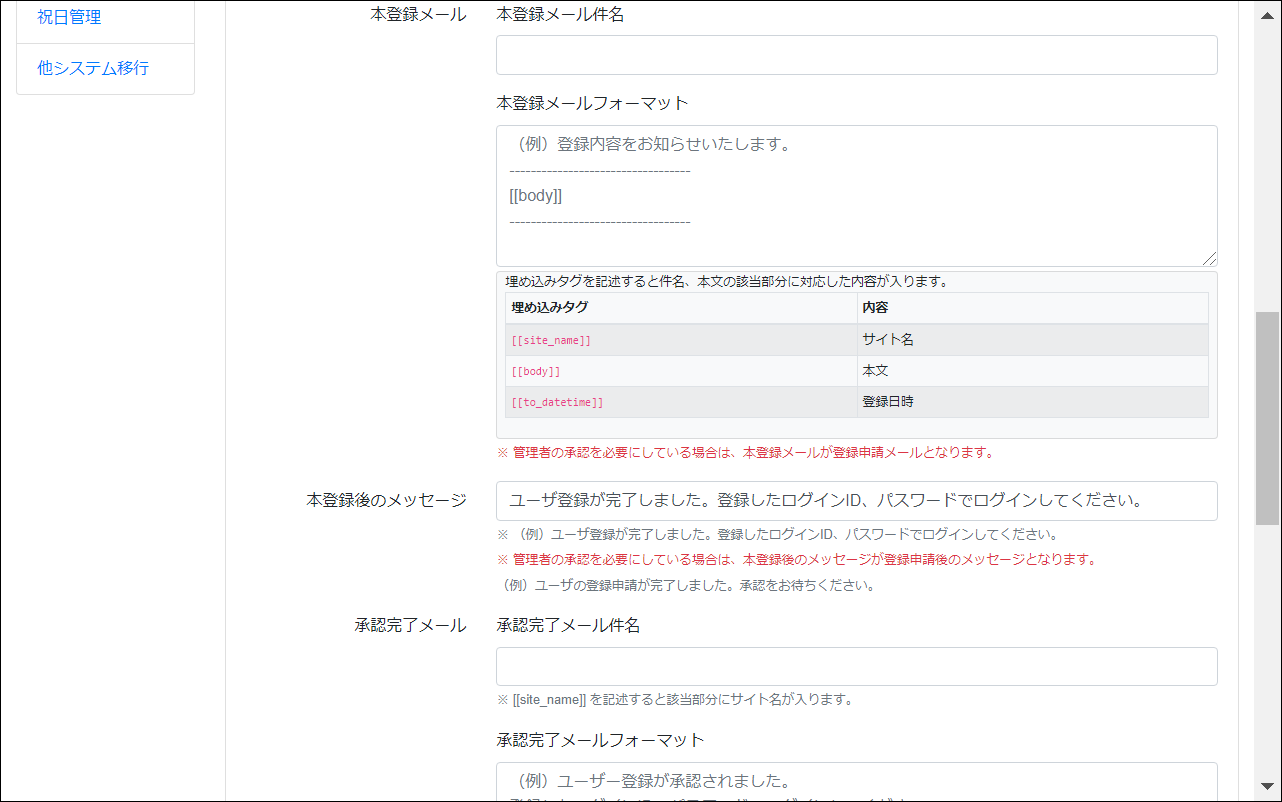 祝日管理
他システム移行
本登録メール
本登録メール件名
本登録メールフォーマット
（例）登録内容をお知らせいたします。
----------------------------------
[[body]]
----------------------------------
埋め込みタグを記述すると件名、本文の該当部分に対応した内容が入ります。
埋め込みタグ 内容
[[site_name]] サイト名
[[body]] 本文
[[to_datetime]] 登録日時
※ 管理者の承認を必要にしている場合は、本登録メールが登録申請メールとなります。
本登録後のメッセージ
ユーザ登録が完了しました。登録したログインID、パスワードでログインしてください。
※ （例）ユーザ登録が完了しました。登録したログインID、パスワードでログインしてください。
※ 管理者の承認を必要にしている場合は、本登録後のメッセージが登録申請後のメッセージとなります。
（例）ユーザの登録申請が完了しました。承認をお待ちください。
承認完了メール
承認完了メール件名
※ [[site_name]] を記述すると該当部分にサイト名が入ります。
承認完了メールフォーマット
（例）ユーザー登録が承認されました。